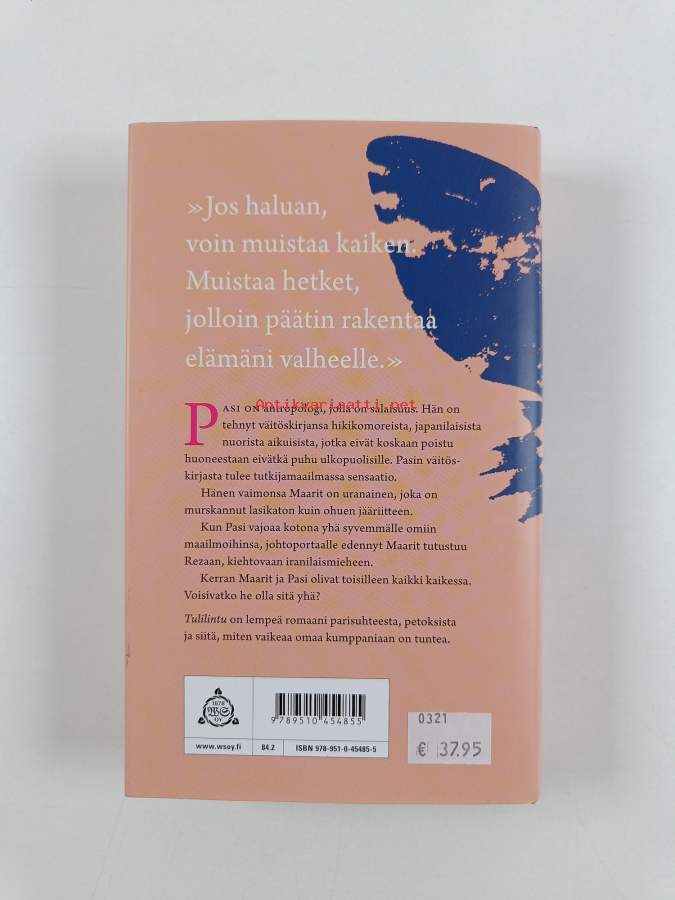 »Jos haluan,
voin muistaa kaiken.
Muistaa hetket,
jolloin päätin rakentaa
elämäni valheelle.»
Antikvariaatti.net
PASI ON antropologi, jolla on salaisuus. Hän on
tehnyt väitöskirjansa hikikomoreista, japanilaisista
nuorista aikuisista, jotka eivät koskaan poistu
huoneestaan eivätkä puhu ulkopuolisille. Pasin väitös-
kirjasta tulee tutkijamaailmassa sensaatio.
Hänen vaimonsa Maarit on uranainen, joka on
murskannut lasikaton kuin ohuen jääriitteen.
Kun Pasi vajoaa kotona yhä syvemmälle omiin
maailmoihinsa, johtoportaalle edennyt Maarit tutustuu
Rezaan, kiehtovaan iranilaismieheen.
Kerran Maarit ja Pasi olivat toisilleen kaikki kaikessa.
Voisivatko he olla sitä yhä?
Tulilintu on lempeä romaani parisuhteesta, petoksista
ja siitä, miten vaikeaa omaa kumppaniaan on tuntea.
1878
WS
OY
9789510454855
www.wsoy.fi
84.2
ISBN 978-951-0-45485-5
0321
€ 37.95